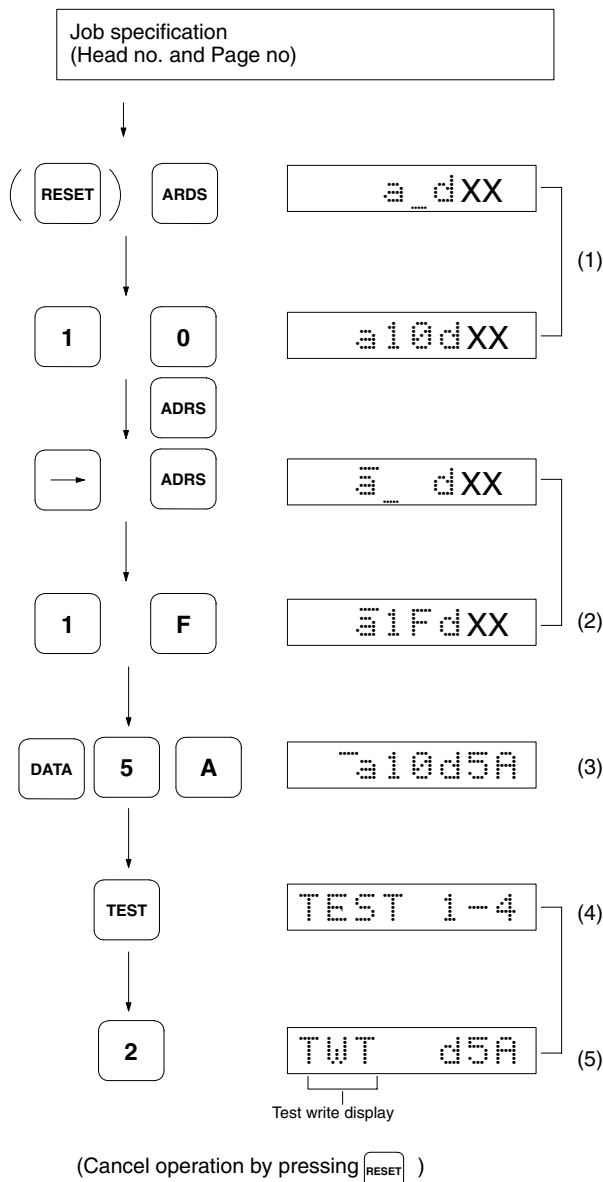 Job specification
(Head no. and Page no)
( RESET ) ARDS a_dXX
(1)
1 0 a10dXX
ADRS
→ ADRS a̅_ dXX
1 F a̅1FdXX (2)
DATA 5 A ‾a10d5A (3)
TEST TEST 1-4 (4)
2 TWT d5A (5)
Test write display
(Cancel operation by pressing RESET )